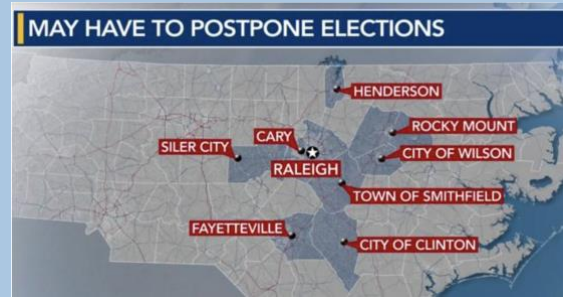 MAY HAVE TO POSTPONE ELECTIONS
HENDERSON
ROCKY MOUNT
CARY
SILER CITY
CITY OF WILSON
RALEIGH
TOWN OF SMITHFIELD
FAYETTEVILLE
CITY OF CLINTON